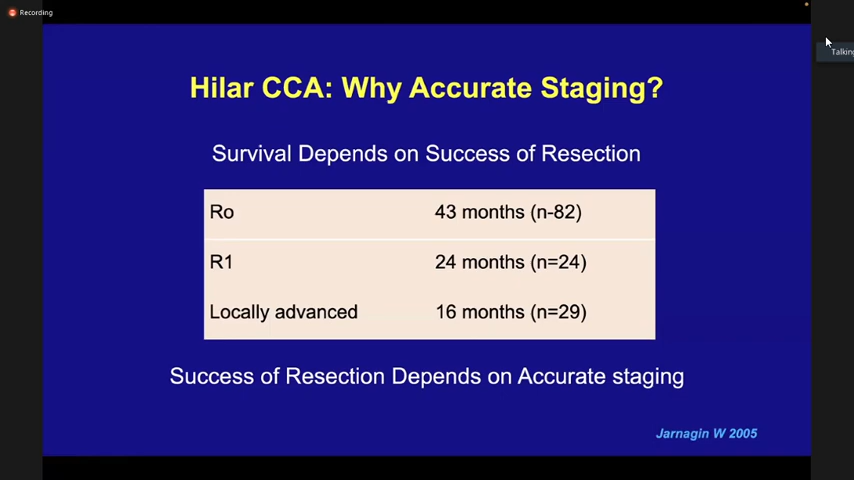 Recording
Talking
Hilar CCA: Why Accurate Staging?
Survival Depends on Success of Resection
Ro 43 months (n-82)
R1 24 months (n=24)
Locally advanced 16 months (n=29)
Success of Resection Depends on Accurate staging
Jarnagin W 2005